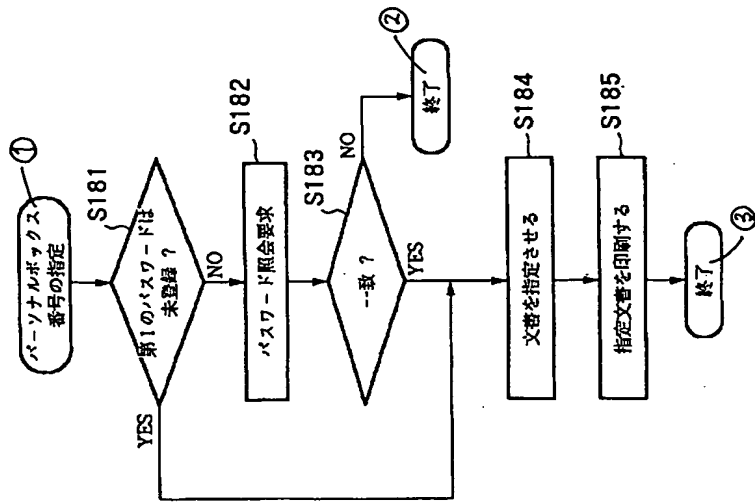 ①
パーソナルボックス
番号の指定
S181
第1のパスワードは
未登録？
YES
NO
S182
パスワード照会要求
S183
一致？
NO
②
終了
YES
S184
文書を指定させる
S185
指定文書を印刷する
終了
③